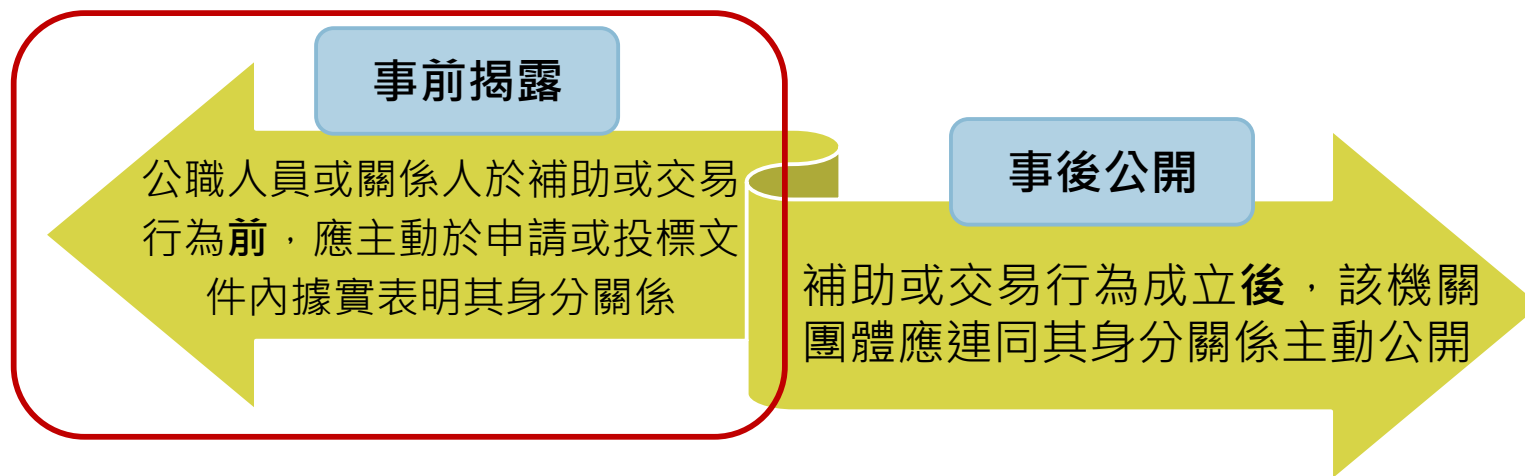 事前揭露
公職人員或關係人於補助或交易
行為前，應主動於申請或投標文
件內據實表明其身分關係
事後公開
補助或交易行為成立後，該機關
團體應連同其身分關係主動公開